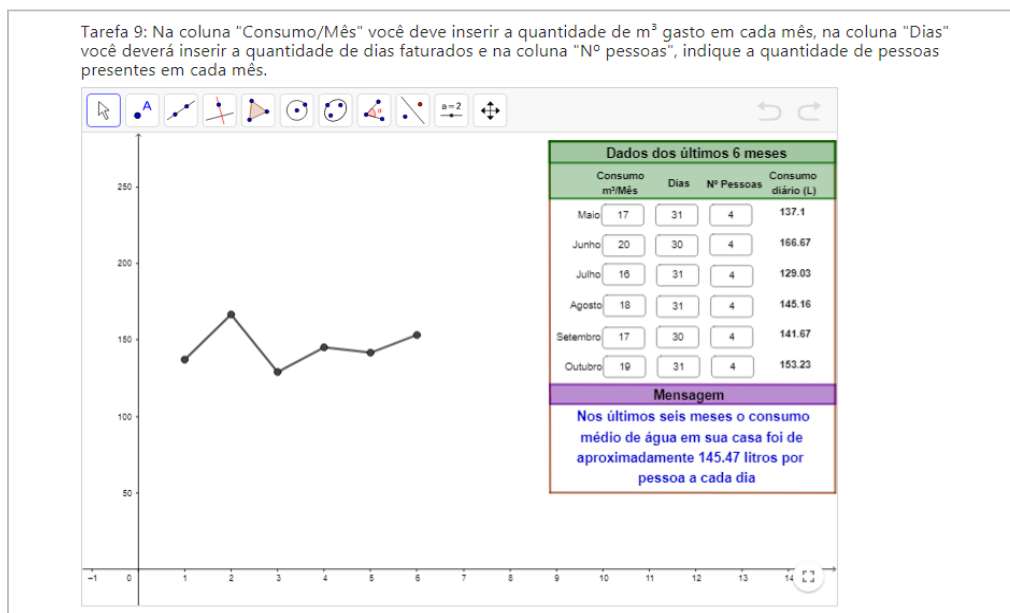 Tarefa 9: Na coluna "Consumo/Mês" você deve inserir a quantidade de m³ gasto em cada mês, na coluna "Dias"
você deverá inserir a quantidade de dias faturados e na coluna "Nº pessoas", indique a quantidade de pessoas
presentes em cada mês.
A
α
a=2
Dados dos últimos 6 meses
Consumo m³/Mês Dias Nº Pessoas Consumo diário (L)
Maio 17 31 4 137.1
Junho 20 30 4 166.67
Julho 16 31 4 129.03
Agosto 18 31 4 145.16
Setembro 17 30 4 141.67
Outubro 19 31 4 153.23
Mensagem
Nos últimos seis meses o consumo
médio de água em sua casa foi de
aproximadamente 145.47 litros por
pessoa a cada dia
250
200
150
100
50
−1 0 1 2 3 4 5 6 7 8 9 10 11 12 13 14